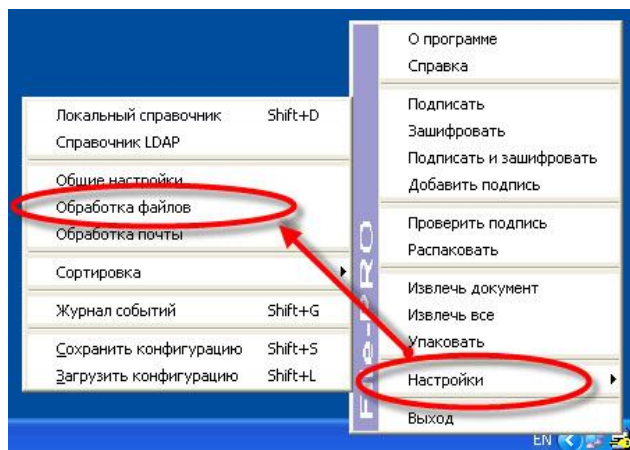 О программе
Справка
Подписать
Зашифровать
Подписать и зашифровать
Добавить подпись
Проверить подпись
Распаковать
Извлечь документ
Извлечь все
Упаковать
Настройки
Выход
File-PRO
Локальный справочник Shift+D
Справочник LDAP
Общие настройки
Обработка файлов
Обработка почты
Сортировка
Журнал событий Shift+G
Сохранить конфигурацию Shift+S
Загрузить конфигурацию Shift+L
EN